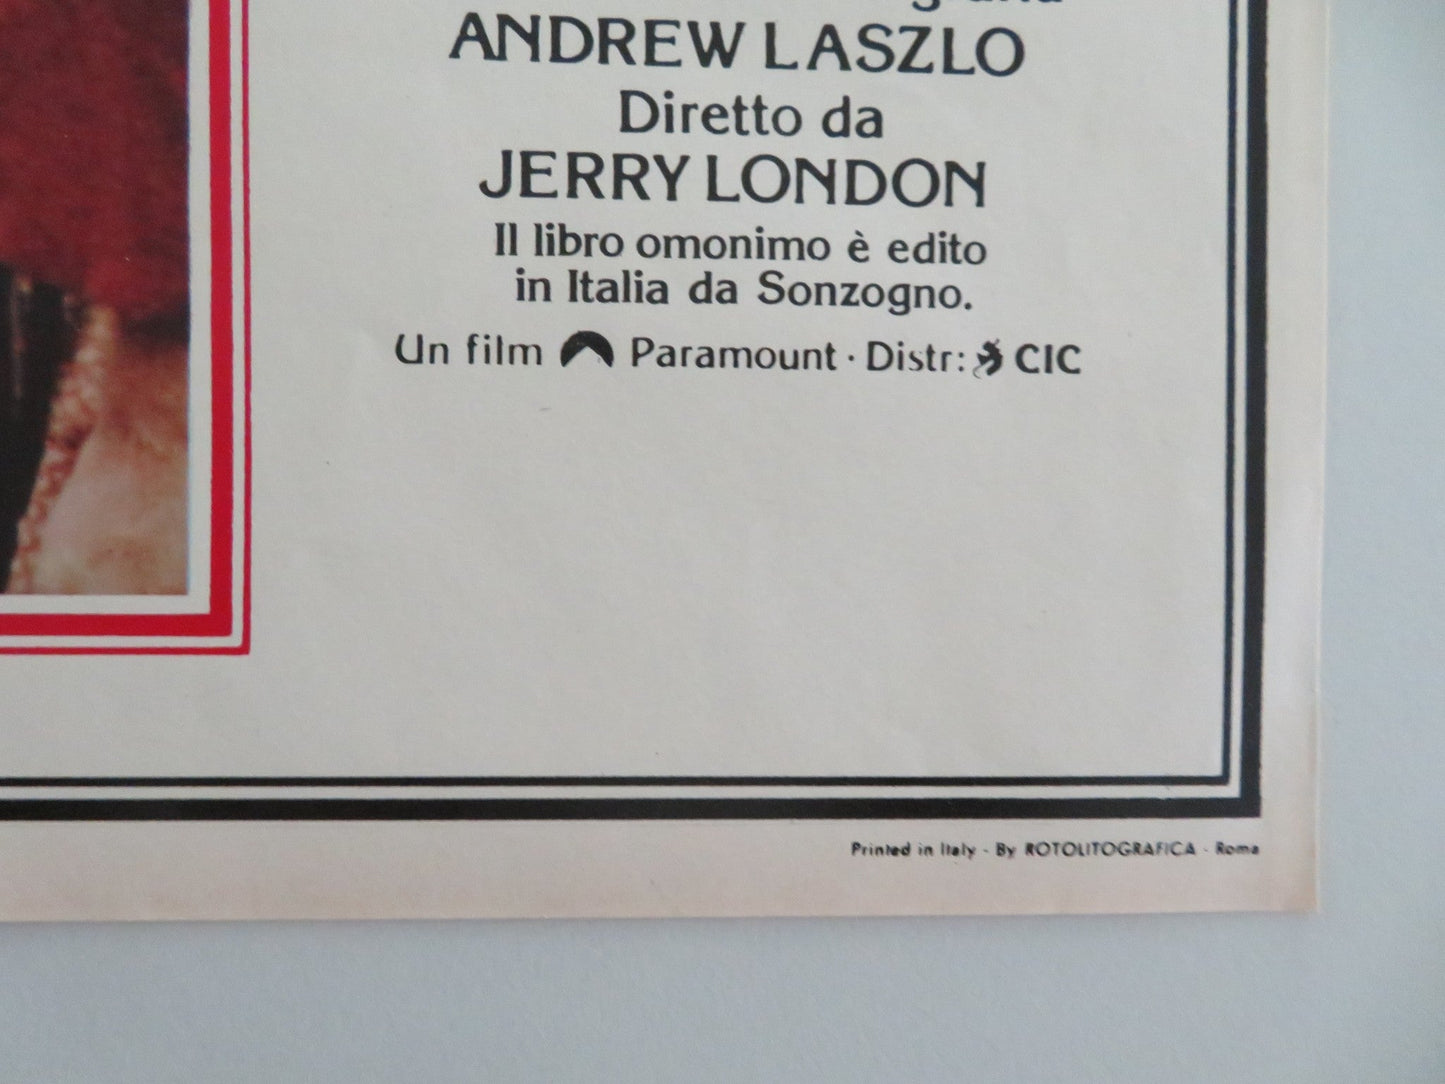 ANDREW LASZLO
Diretto da
JERRY LONDON
Il libro omonimo è edito
in Italia da Sonzogno.
Un film Paramount · Distr: CIC
Printed in Italy - By ROTOLITOGRAFICA - Roma